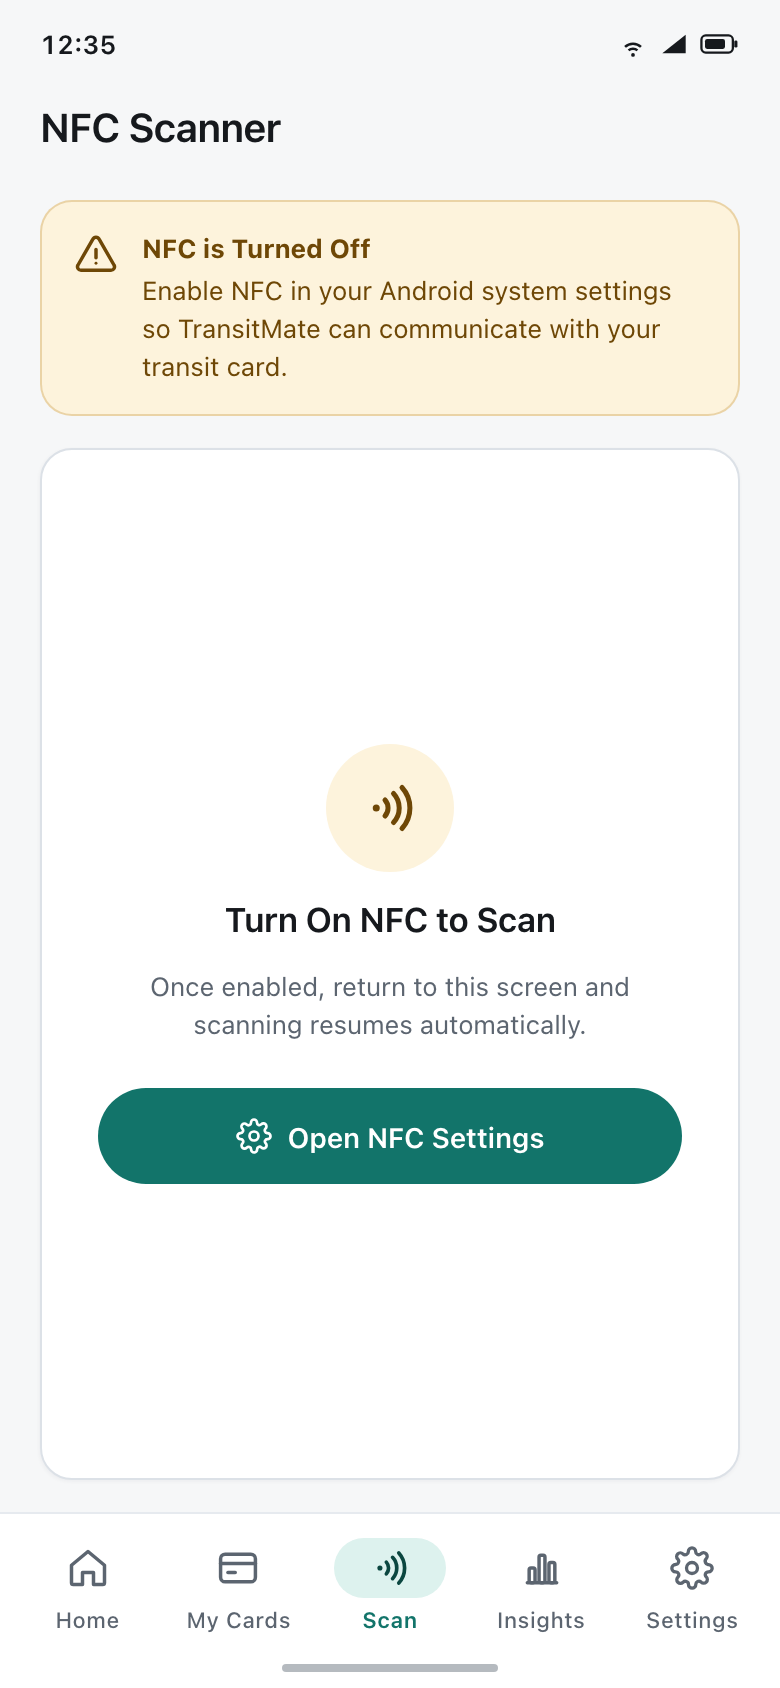 12:35
NFC Scanner
NFC is Turned Off
Enable NFC in your Android system settings
so TransitMate can communicate with your
transit card.
Turn On NFC to Scan
Once enabled, return to this screen and
scanning resumes automatically.
Open NFC Settings
Home
My Cards
Scan
Insights
Settings